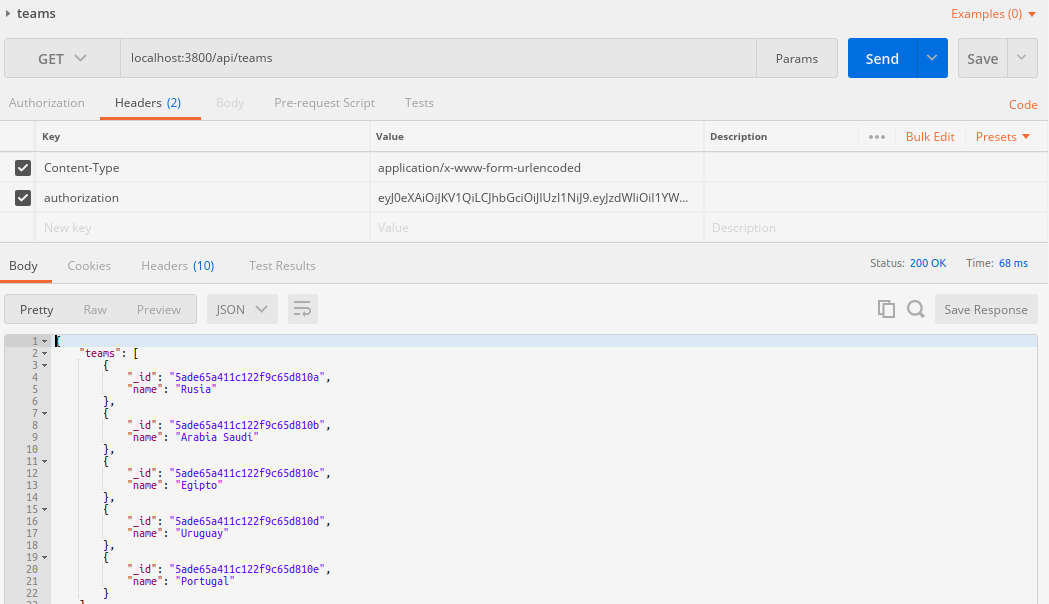 teams Examples (0)
GET localhost:3800/api/teams Params Send Save
Authorization Headers (2) Body Pre-request Script Tests Code
Key Value Description ••• Bulk Edit Presets
Content-Type application/x-www-form-urlencoded
authorization eyJ0eXAiOiJKV1QiLCJhbGciOiJIUzI1NiJ9.eyJzdWIiOiI1YW...
New key Value Description
Body Cookies Headers (10) Test Results Status: 200 OK Time: 68 ms
Pretty Raw Preview JSON Save Response
1 {
2 "teams": [
3 {
4 "_id": "5ade65a411c122f9c65d810a",
5 "name": "Rusia"
6 },
7 {
8 "_id": "5ade65a411c122f9c65d810b",
9 "name": "Arabia Saudi"
10 },
11 {
12 "_id": "5ade65a411c122f9c65d810c",
13 "name": "Egipto"
14 },
15 {
16 "_id": "5ade65a411c122f9c65d810d",
17 "name": "Uruguay"
18 },
19 {
20 "_id": "5ade65a411c122f9c65d810e",
21 "name": "Portugal"
22 }
23 ]